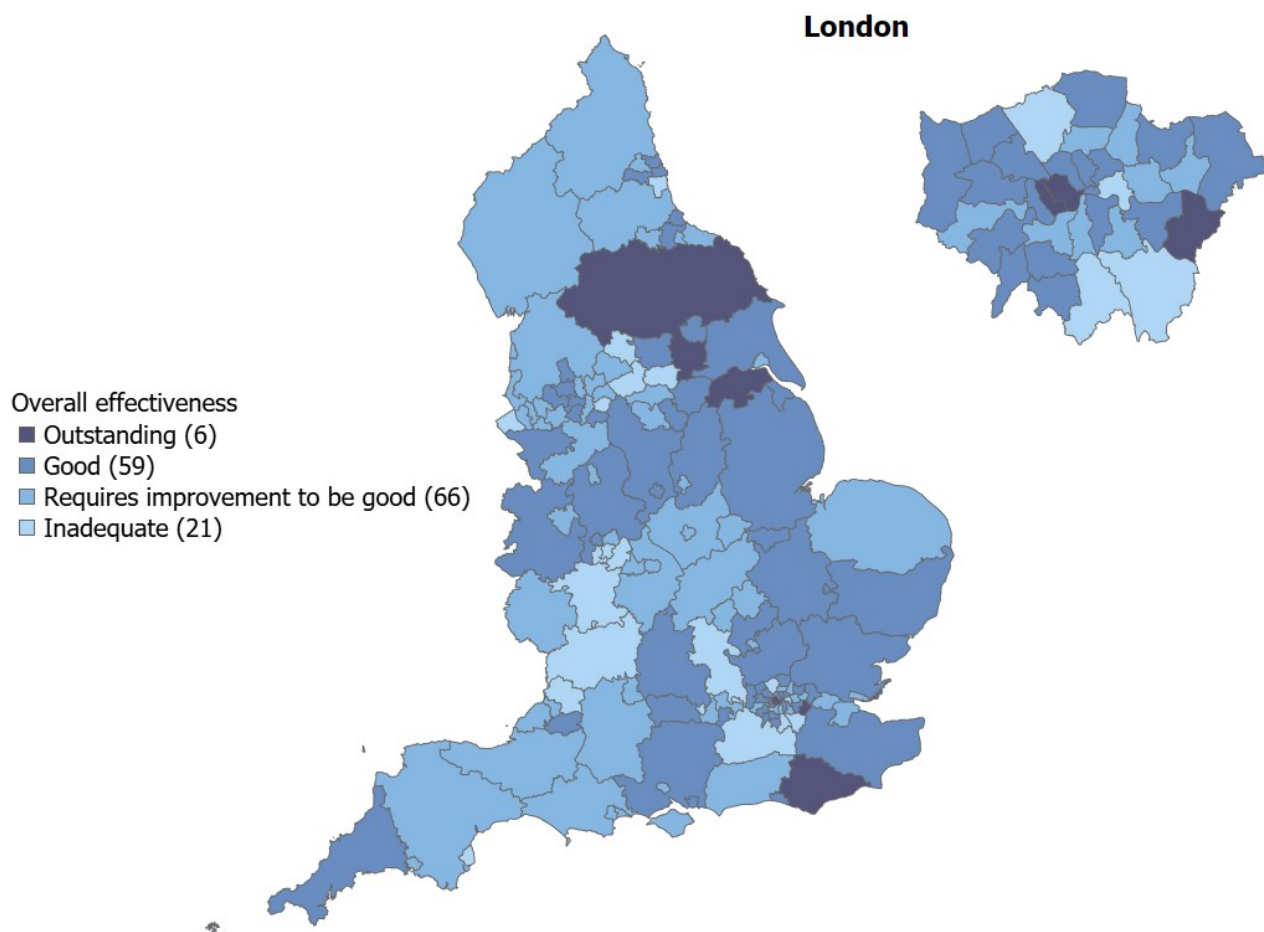 London
Overall effectiveness
Outstanding (6)
Good (59)
Requires improvement to be good (66)
Inadequate (21)